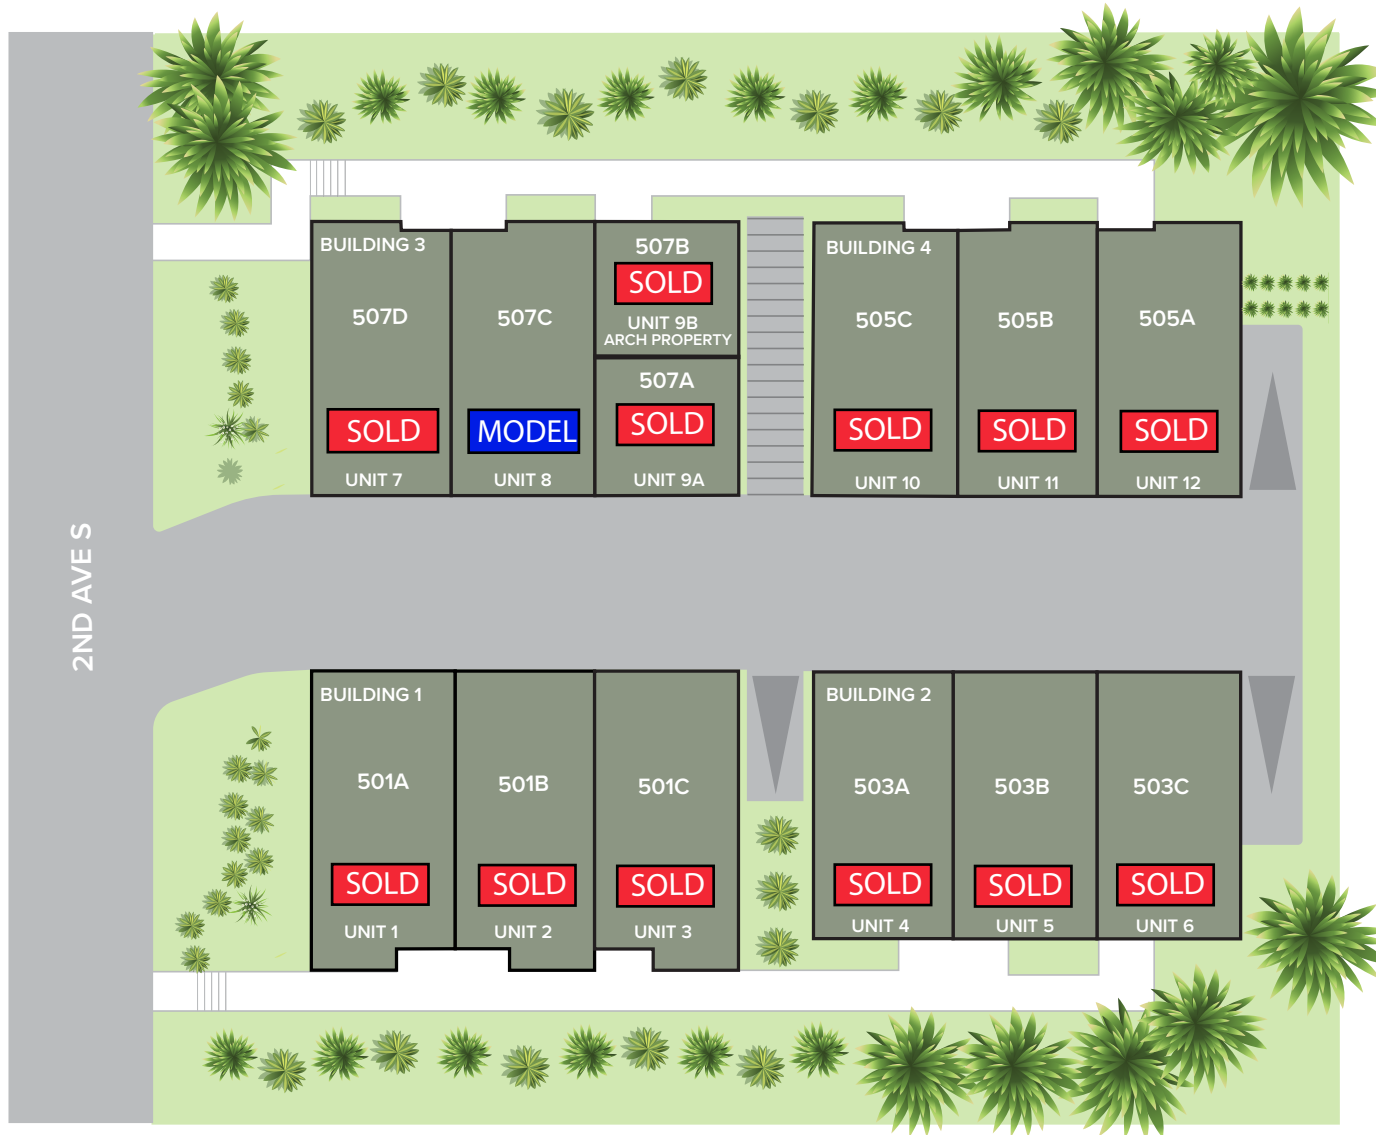 BUILDING 3
507D
SOLD
UNIT 7
507C
MODEL
UNIT 8
507B
SOLD
UNIT 9B
ARCH PROPERTY
507A
SOLD
UNIT 9A
BUILDING 4
505C
SOLD
UNIT 10
505B
SOLD
UNIT 11
505A
SOLD
UNIT 12
2ND AVE S
BUILDING 1
501A
SOLD
UNIT 1
501B
SOLD
UNIT 2
501C
SOLD
UNIT 3
BUILDING 2
503A
SOLD
UNIT 4
503B
SOLD
UNIT 5
503C
SOLD
UNIT 6